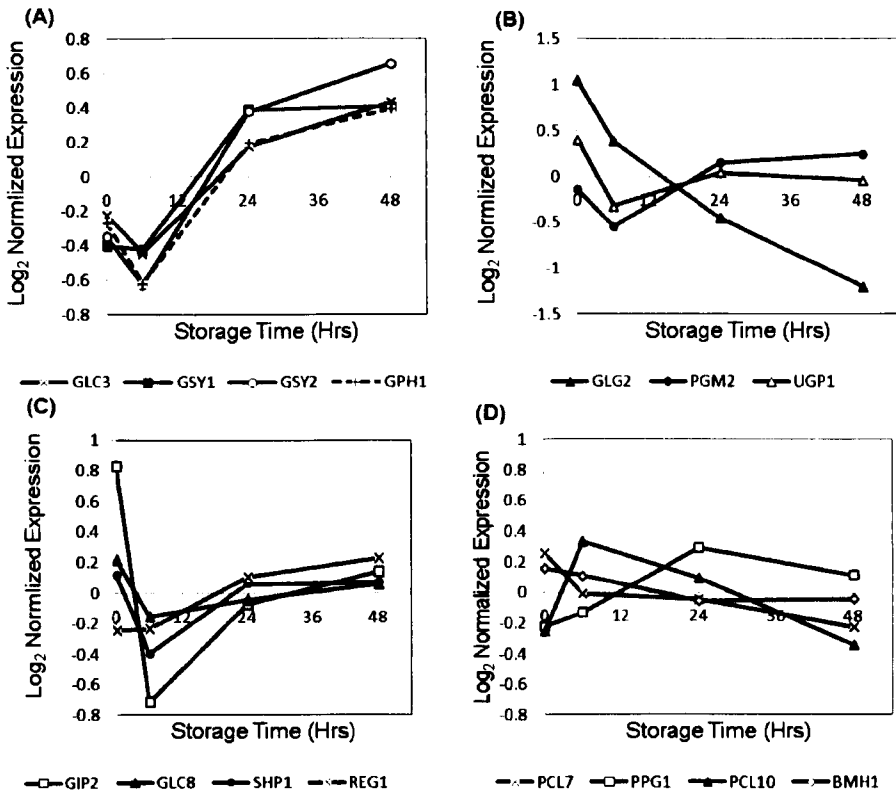 (A)
0.8
0.6
0.4
0.2
0
-0.2
-0.4
-0.6
-0.8
0 12 24 36 48
Log2 Normlized Expression
Storage Time (Hrs)
GLC3 GSY1 GSY2 GPH1
(B)
1.5
1
0.5
0
-0.5
-1
-1.5
0 12 24 36 48
Log2 Normlized Expression
Storage Time (Hrs)
GLG2 PGM2 UGP1
(C)
1
0.8
0.6
0.4
0.2
0
-0.2
-0.4
-0.6
-0.8
0 12 24 36 48
Log2 Normlized Expression
Storage Time (Hrs)
GIP2 GLC8 SHP1 REG1
(D)
1
0.8
0.6
0.4
0.2
0
-0.2
-0.4
-0.6
-0.8
0 12 24 36 48
Log2 Normalized Expression
Storage Time (Hrs)
PCL7 PPG1 PCL10 BMH1